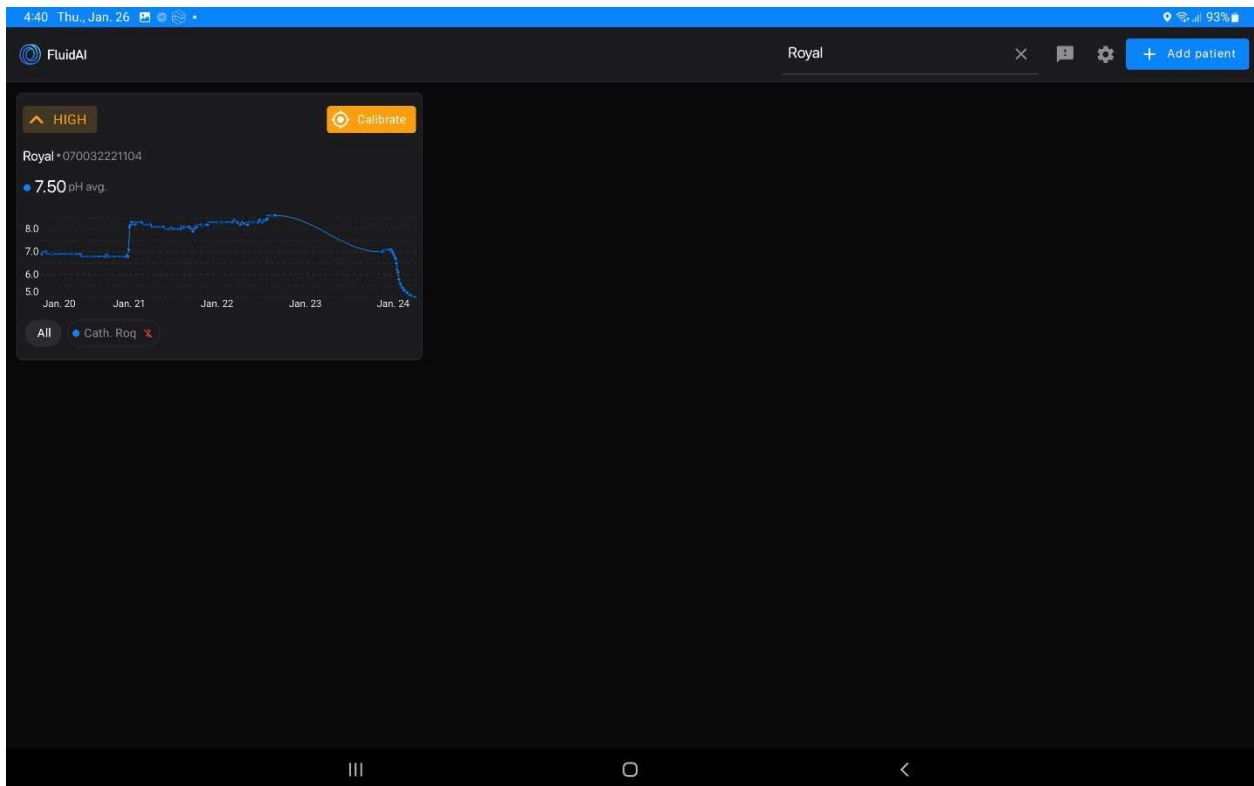 4:40 Thu., Jan. 26 93%
FluidAI Royal + Add patient
HIGH Calibrate
Royal • 070032221104
7.50 pH avg.
8.0
7.0
6.0
5.0
Jan. 20 Jan. 21 Jan. 22 Jan. 23 Jan. 24
All Cath. Roq